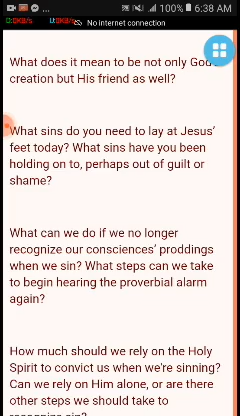 0.0KB/s
U:0KB/s
No internet connection
100% 6:38 AM
What does it mean to be not only God
creation but His friend as well?
What sins do you need to lay at Jesus’
feet today? What sins have you been
holding on to, perhaps out of guilt or
shame?
What can we do if we no longer
recognize our consciences’ proddings
when we sin? What steps can we take
to begin hearing the proverbial alarm
again?
How much should we rely on the Holy
Spirit to convict us when we're sinning?
Can we rely on Him alone, or are there
other steps we should take to
recognize sin?